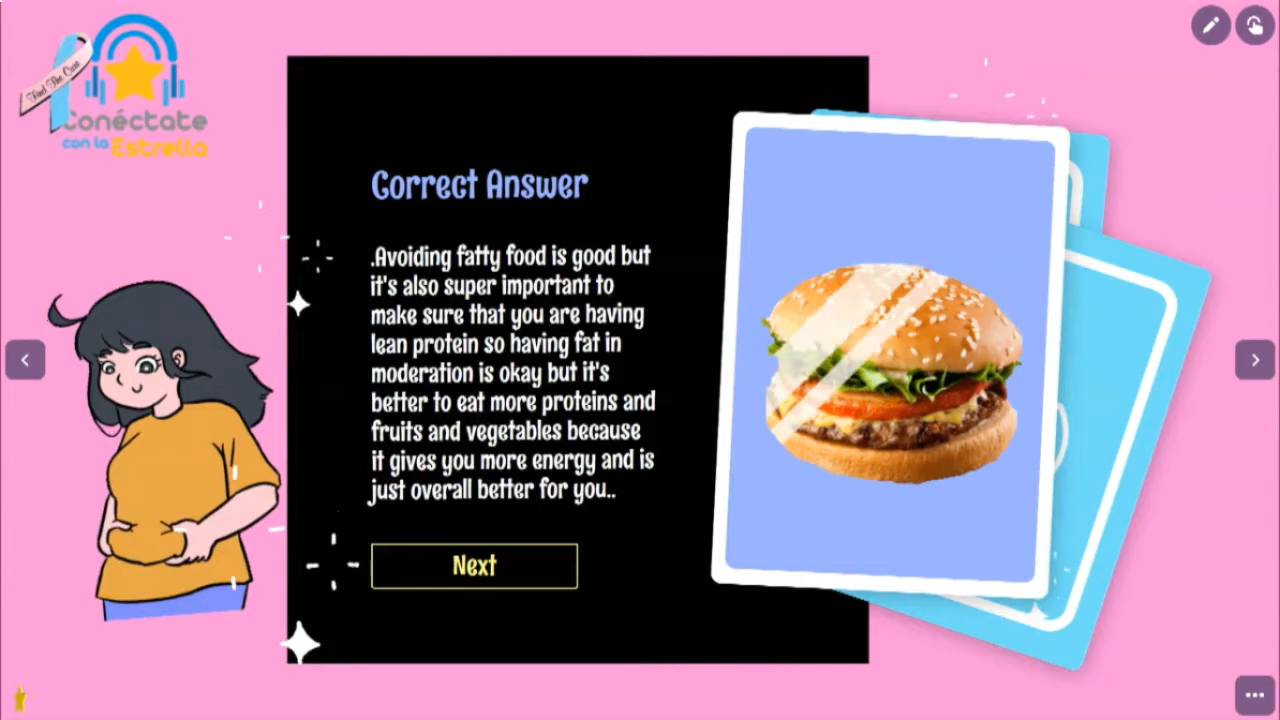 Find The Cure
Conéctate
con la Estrella
Correct Answer
.Avoiding fatty food is good but
it's also super important to
make sure that you are having
lean protein so having fat in
moderation is okay but it's
better to eat more proteins and
fruits and vegetables because
it gives you more energy and is
just overall better for you..
Next